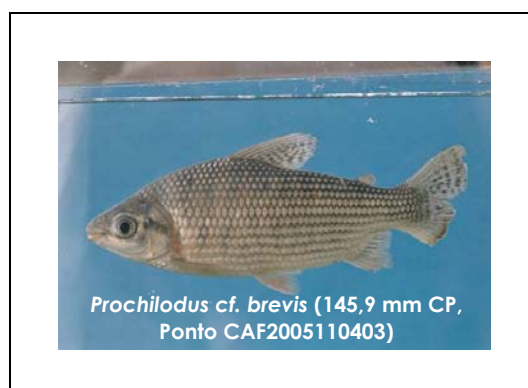 Prochilodus cf. brevis (145,9 mm CP,
Ponto CAF2005110403)